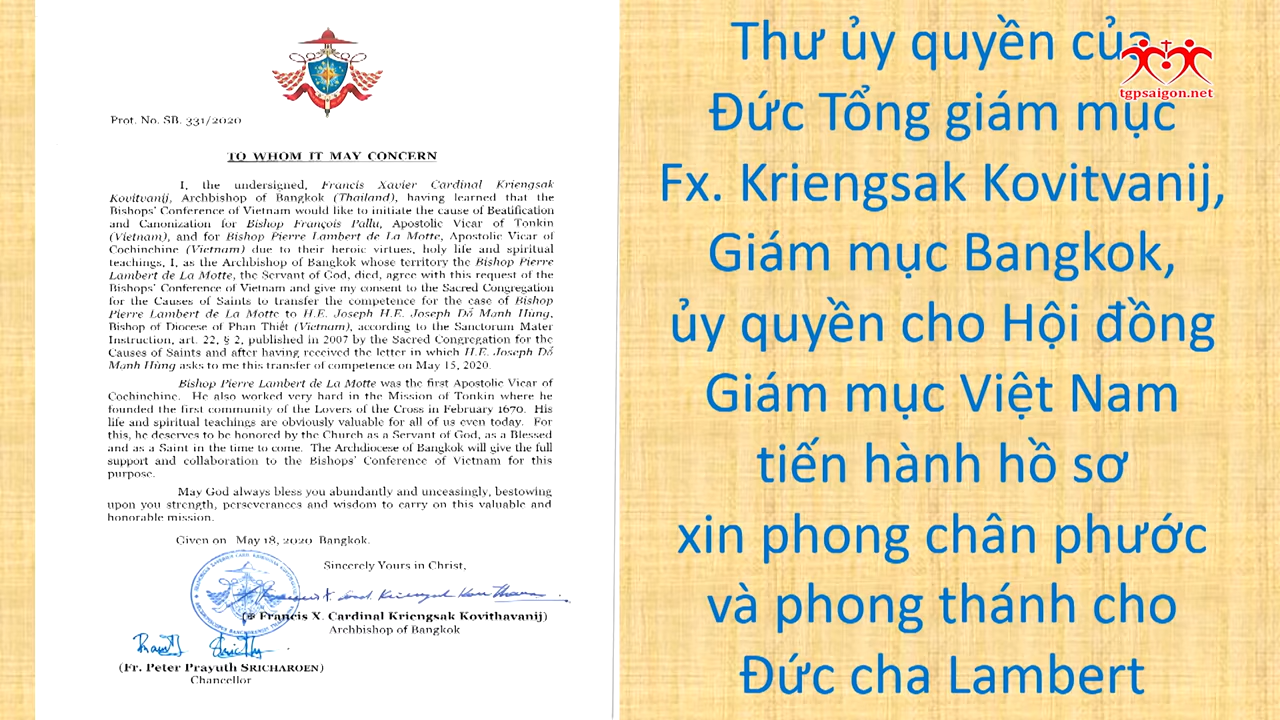 Prot. No. SB. 331/2020
TO WHOM IT MAY CONCERN
I, the undersigned, Francis Xavier Cardinal Kriengsak
Kovitvanij, Archbishop of Bangkok (Thailand), having learned that the
Bishops' Conference of Vietnam would like to initiate the cause of Beatification
and Canonization for Bishop François Pallu, Apostolic Vicar of Tonkin
(Vietnam), and for Bishop Pierre Lambert de La Motte, Apostolic Vicar of
Cochinchine (Vietnam) due to their heroic virtues, holy life and spiritual
teachings, I, as the Archbishop of Bangkok whose territory the Bishop Pierre
Lambert de La Motte, the Servant of God, died, agree with this request of the
Bishops' Conference of Vietnam and give my consent to the Sacred Congregation
for the Causes of Saints to transfer the competence for the case of Bishop
Pierre Lambert de La Motte to H.E. Joseph H.E. Joseph Đỗ Mạnh Hùng,
Bishop of Diocese of Phan Thiết (Vietnam), according to the Sanctorum Mater
Instruction, art. 22, § 2, published in 2007 by the Sacred Congregation for the
Causes of Saints and after having received the letter in which H.E. Joseph Đỗ
Mạnh Hùng asks to me this transfer of competence on May 15, 2020.
Bishop Pierre Lambert de La Motte was the first Apostolic Vicar of
Cochinchine. He also worked very hard in the Mission of Tonkin where he
founded the first community of the Lovers of the Cross in February 1670. His
life and spiritual teachings are obviously valuable for all of us even today. For
this, he deserves to be honored by the Church as a Servant of God, as a Blessed
and as a Saint in the time to come. The Archdiocese of Bangkok will give the full
support and collaboration to the Bishops' Conference of Vietnam for this
purpose.
May God always bless you abundantly and unceasingly, bestowing
upon you strength, perseverances and wisdom to carry on this valuable and
honorable mission.
Given on May 18, 2020 Bangkok.
Sincerely Yours in Christ,
Francis X. Cardinal Kriengsak Kovithavanij)
Archbishop of Bangkok
(Fr. Peter Prayuth SRICHAROEN)
Chancellor
Thư ủy quyền của
Đức Tổng giám mục
Fx. Kriengsak Kovitvanij,
Giám mục Bangkok,
ủy quyền cho Hội đồng
Giám mục Việt Nam
tiến hành hồ sơ
xin phong chân phước
và phong thánh cho
Đức cha Lambert
tgpsaigon.net